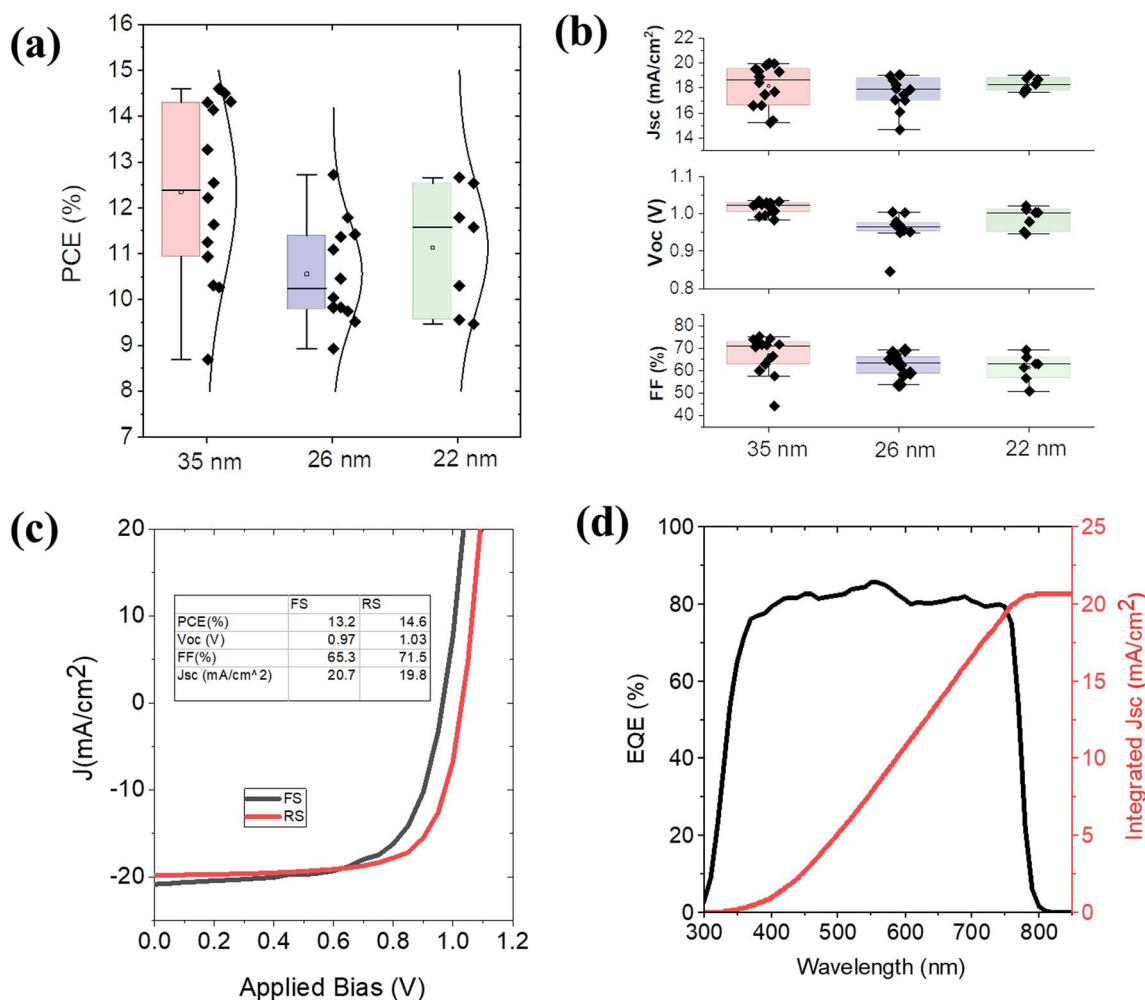 (a)
PCE (%)
16
15
14
13
12
11
10
9
8
7
35 nm
26 nm
22 nm
(b)
Jsc (mA/cm²)
22
20
18
16
14
12
Voc (V)
1.1
1.0
0.9
0.8
FF (%)
80
70
60
50
40
35 nm
26 nm
22 nm
(c)
J(mA/cm2)
20
10
0
-10
-20
FS RS
PCE(%) 13.2 14.6
Voc (V) 0.97 1.03
FF(%) 65.3 71.5
Jsc (mA/cm^2) 20.7 19.8
FS
RS
0.0 0.2 0.4 0.6 0.8 1.0 1.2
Applied Bias (V)
(d)
EQE (%)
100
80
60
40
20
0
25
20
15
10
5
0
Integrated Jsc (mA/cm²)
300 400 500 600 700 800
Wavelength (nm)